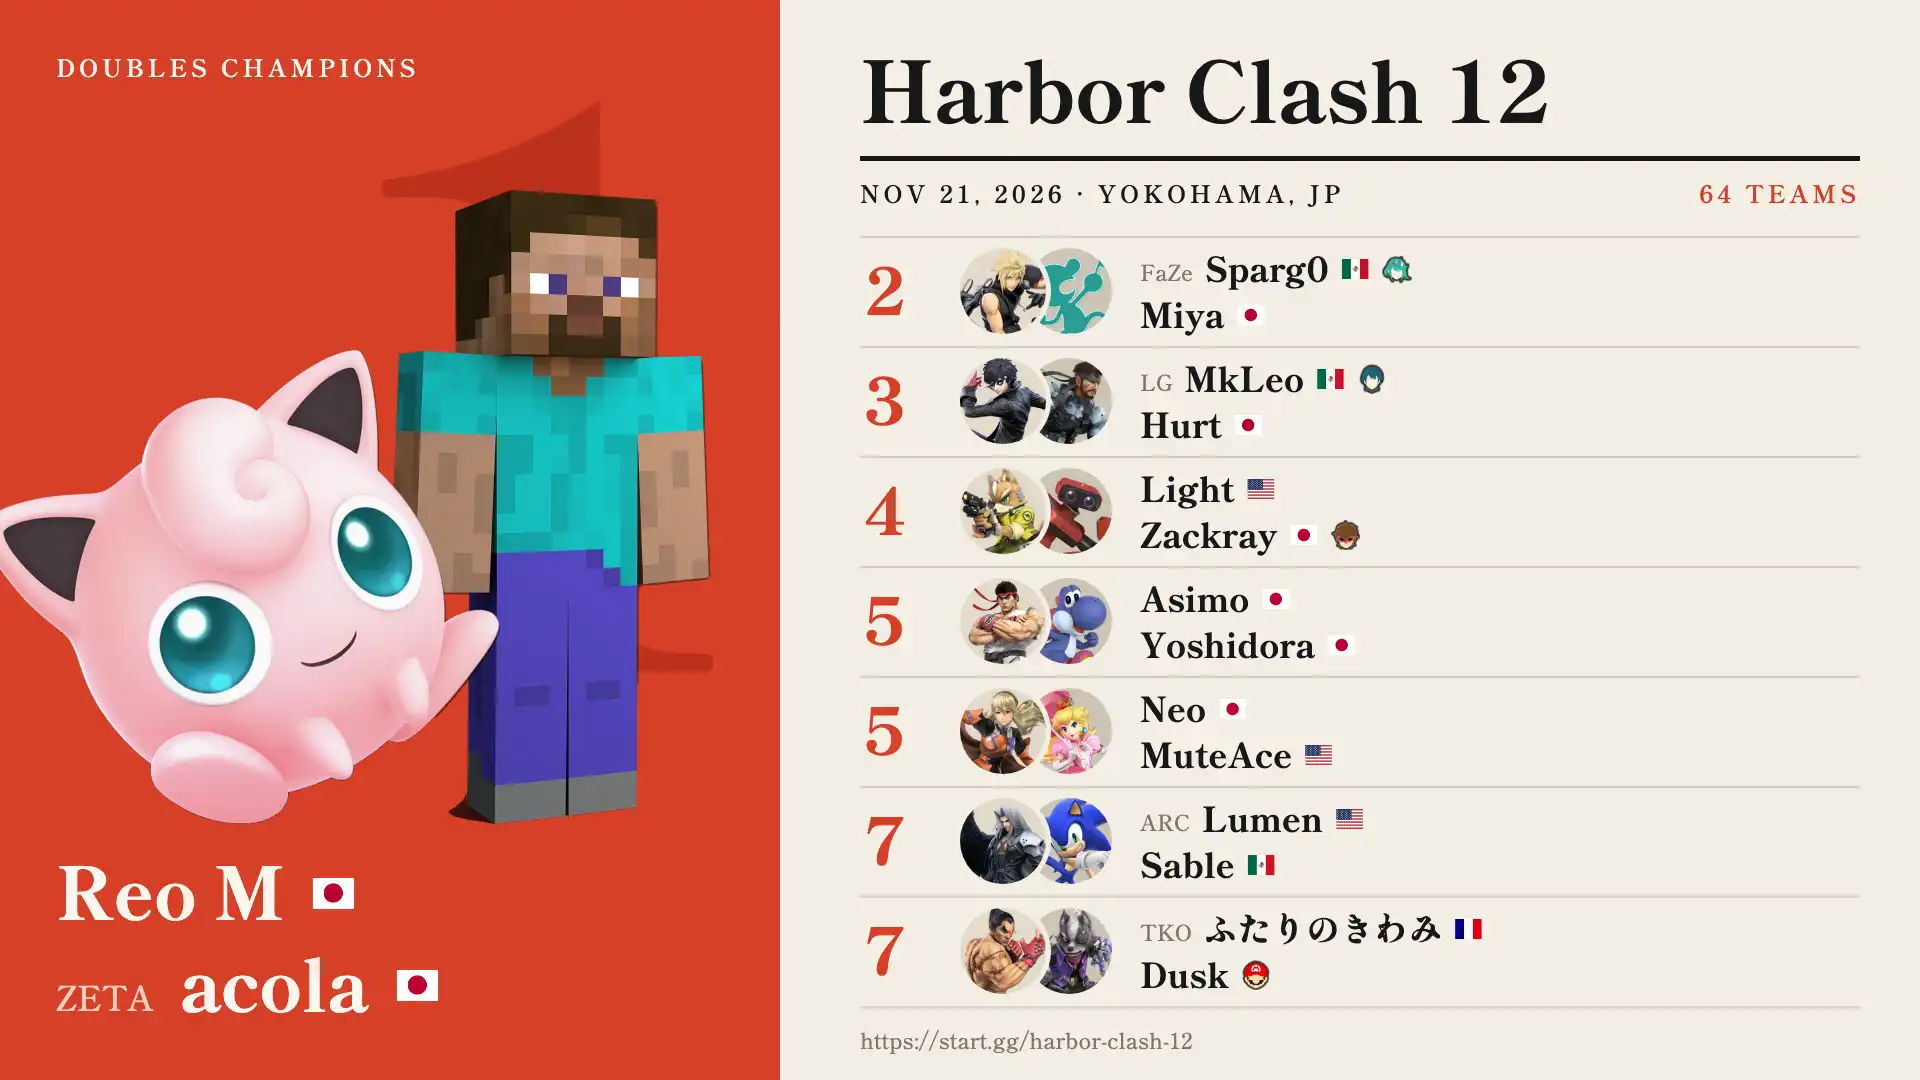 DOUBLES CHAMPIONS
1
Reo M
ZETA acola
Harbor Clash 12
NOV 21, 2026 · YOKOHAMA, JP
64 TEAMS
2
FaZe Sparg0
Miya
3
LG MkLeo
Hurt
4
Light
Zackray
5
Asimo
Yoshidora
5
Neo
MuteAce
7
ARC Lumen
Sable
7
TKO ふたりのきわみ
Dusk
https://start.gg/harbor-clash-12